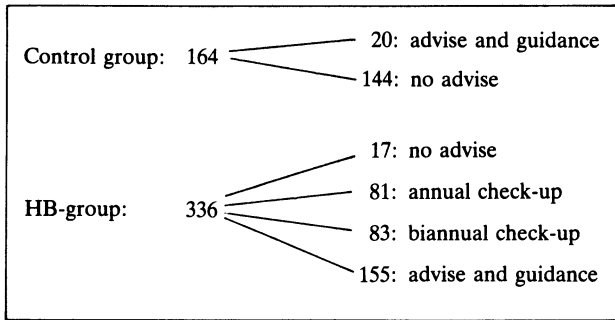 20: advise and guidance
Control group: 164
144: no advise
17: no advise
81: annual check-up
HB-group: 336
83: biannual check-up
155: advise and guidance